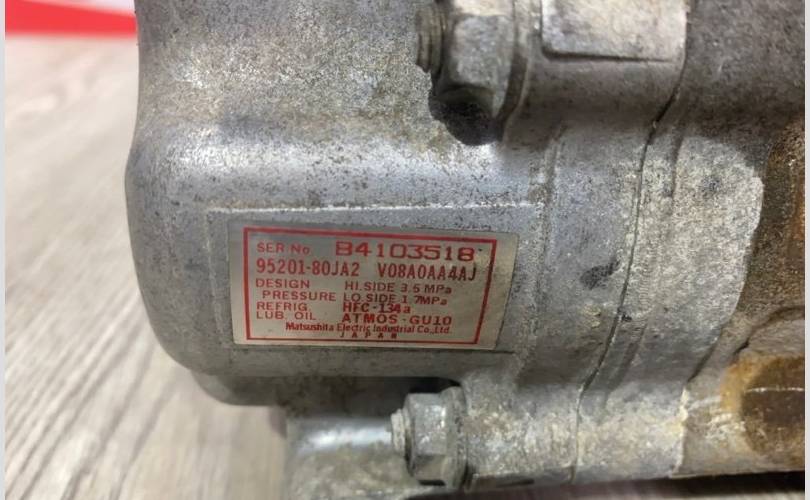 SER No. B4103518
95201-80JA2 V08A0AA4AJ
DESIGN HI.SIDE 3.5 MPa
PRESSURE LO.SIDE 1.7MPa
REFRIG. HFC-134a
LUB. OIL ATMOS-GU10
Matsushita Electric Industrial Co.,Ltd.
JAPAN